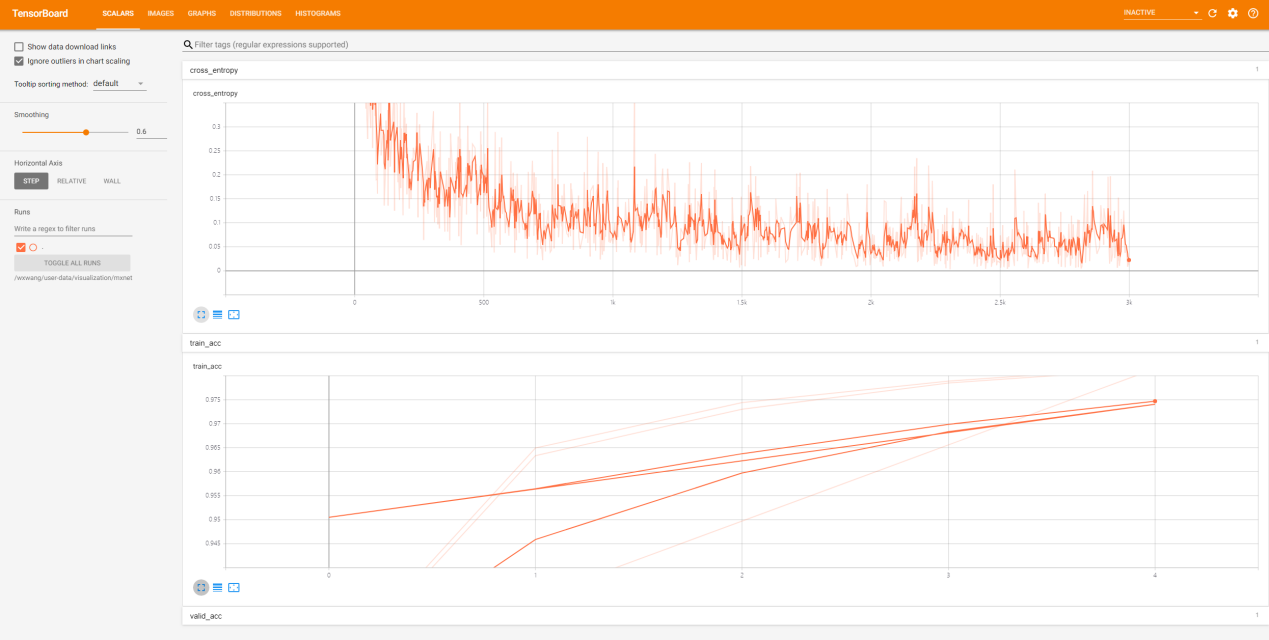 TensorBoard SCALARS IMAGES GRAPHS DISTRIBUTIONS HISTOGRAMS INACTIVE
Show data download links
Ignore outliers in chart scaling
Tooltip sorting method: default
Smoothing
0.6
Horizontal Axis
STEP RELATIVE WALL
Runs
Write a regex to filter runs
.
TOGGLE ALL RUNS
/wxwang/user-data/visualization/mxnet
Filter tags (regular expressions supported)
cross_entropy 1
cross_entropy
0.3
0.25
0.2
0.15
0.1
0.05
0
0 500 1k 1.5k 2k 2.5k 3k
train_acc 1
train_acc
0.975
0.97
0.965
0.96
0.955
0.95
0.945
0 1 2 3 4
valid_acc 1